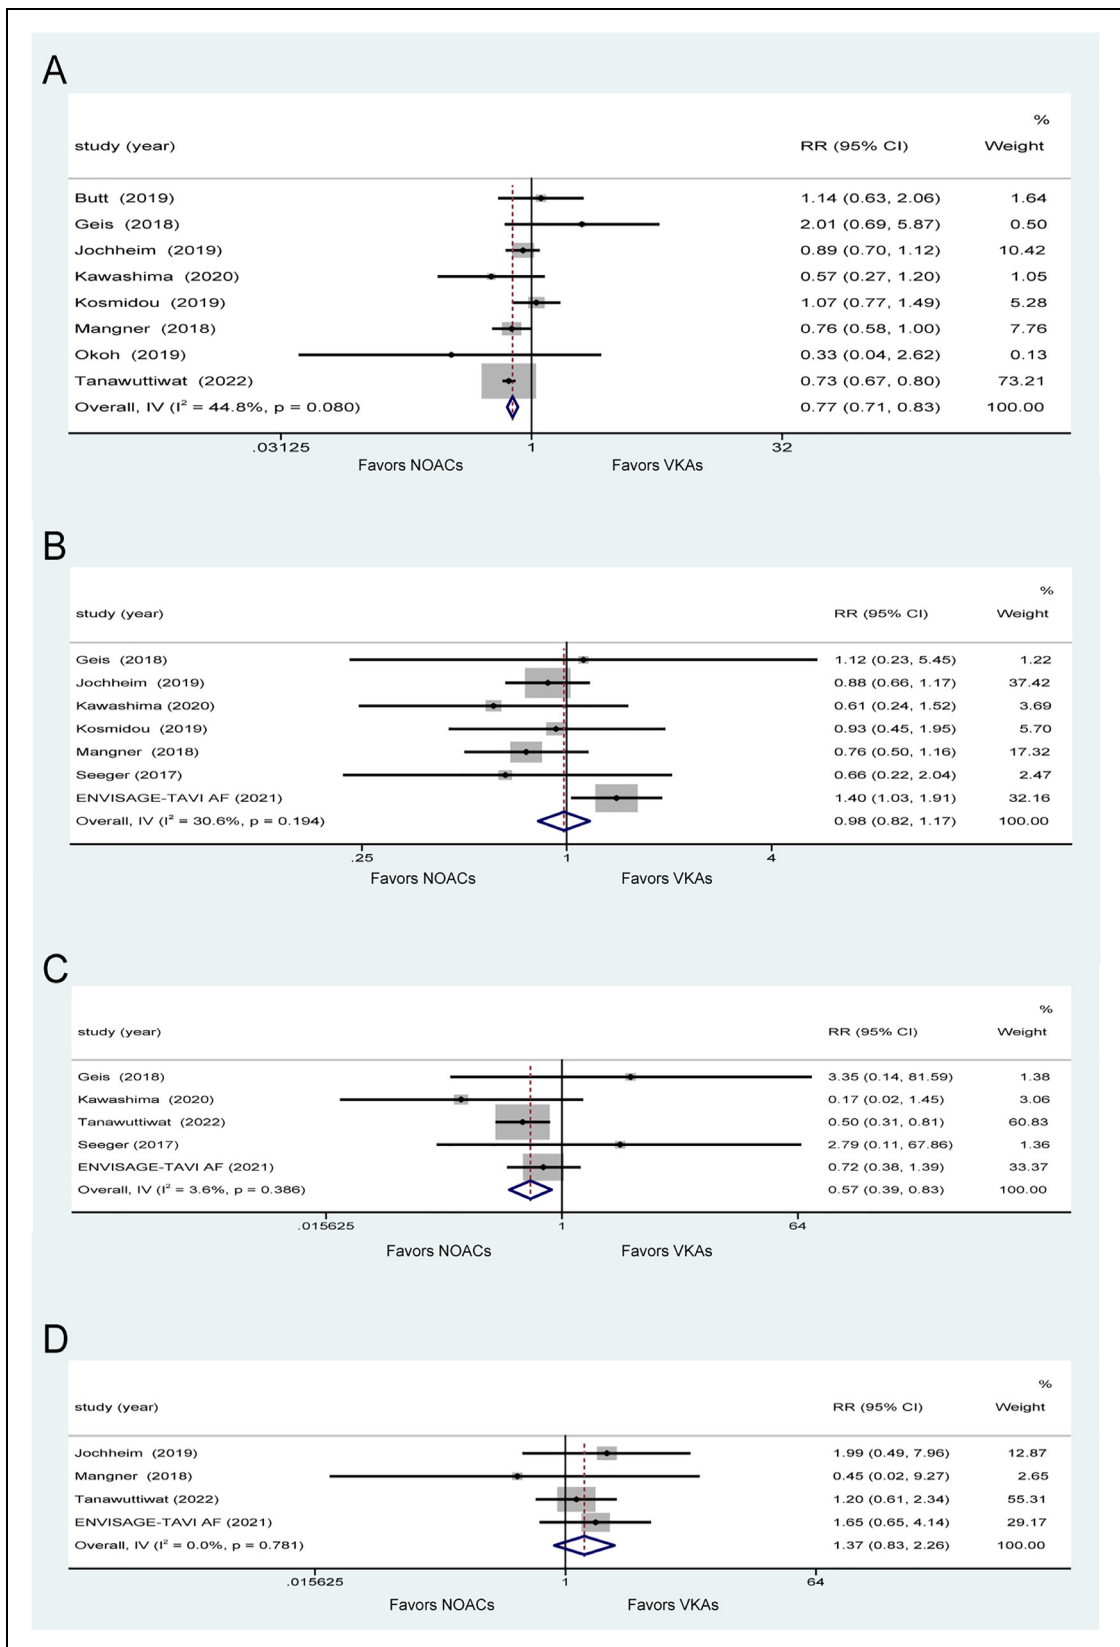 A
%
study (year) RR (95% CI) Weight
Butt (2019) 1.14 (0.63, 2.06) 1.64
Geis (2018) 2.01 (0.69, 5.87) 0.50
Jochheim (2019) 0.89 (0.70, 1.12) 10.42
Kawashima (2020) 0.57 (0.27, 1.20) 1.05
Kosmidou (2019) 1.07 (0.77, 1.49) 5.28
Mangner (2018) 0.76 (0.58, 1.00) 7.76
Okoh (2019) 0.33 (0.04, 2.62) 0.13
Tanawuttiwat (2022) 0.73 (0.67, 0.80) 73.21
Overall, IV (I² = 44.8%, p = 0.080) 0.77 (0.71, 0.83) 100.00
.03125 1 32
Favors NOACs Favors VKAs
B
%
study (year) RR (95% CI) Weight
Geis (2018) 1.12 (0.23, 5.45) 1.22
Jochheim (2019) 0.88 (0.66, 1.17) 37.42
Kawashima (2020) 0.61 (0.24, 1.52) 3.69
Kosmidou (2019) 0.93 (0.45, 1.95) 5.70
Mangner (2018) 0.76 (0.50, 1.16) 17.32
Seeger (2017) 0.66 (0.22, 2.04) 2.47
ENVISAGE-TAVI AF (2021) 1.40 (1.03, 1.91) 32.16
Overall, IV (I² = 30.6%, p = 0.194) 0.98 (0.82, 1.17) 100.00
.25 1 4
Favors NOACs Favors VKAs
C
%
study (year) RR (95% CI) Weight
Geis (2018) 3.35 (0.14, 81.59) 1.38
Kawashima (2020) 0.17 (0.02, 1.45) 3.06
Tanawuttiwat (2022) 0.50 (0.31, 0.81) 60.83
Seeger (2017) 2.79 (0.11, 67.86) 1.36
ENVISAGE-TAVI AF (2021) 0.72 (0.38, 1.39) 33.37
Overall, IV (I² = 3.6%, p = 0.386) 0.57 (0.39, 0.83) 100.00
.015625 1 64
Favors NOACs Favors VKAs
D
%
study (year) RR (95% CI) Weight
Jochheim (2019) 1.99 (0.49, 7.96) 12.87
Mangner (2018) 0.45 (0.02, 9.27) 2.65
Tanawuttiwat (2022) 1.20 (0.61, 2.34) 55.31
ENVISAGE-TAVI AF (2021) 1.65 (0.65, 4.14) 29.17
Overall, IV (I² = 0.0%, p = 0.781) 1.37 (0.83, 2.26) 100.00
.015625 1 64
Favors NOACs Favors VKAs